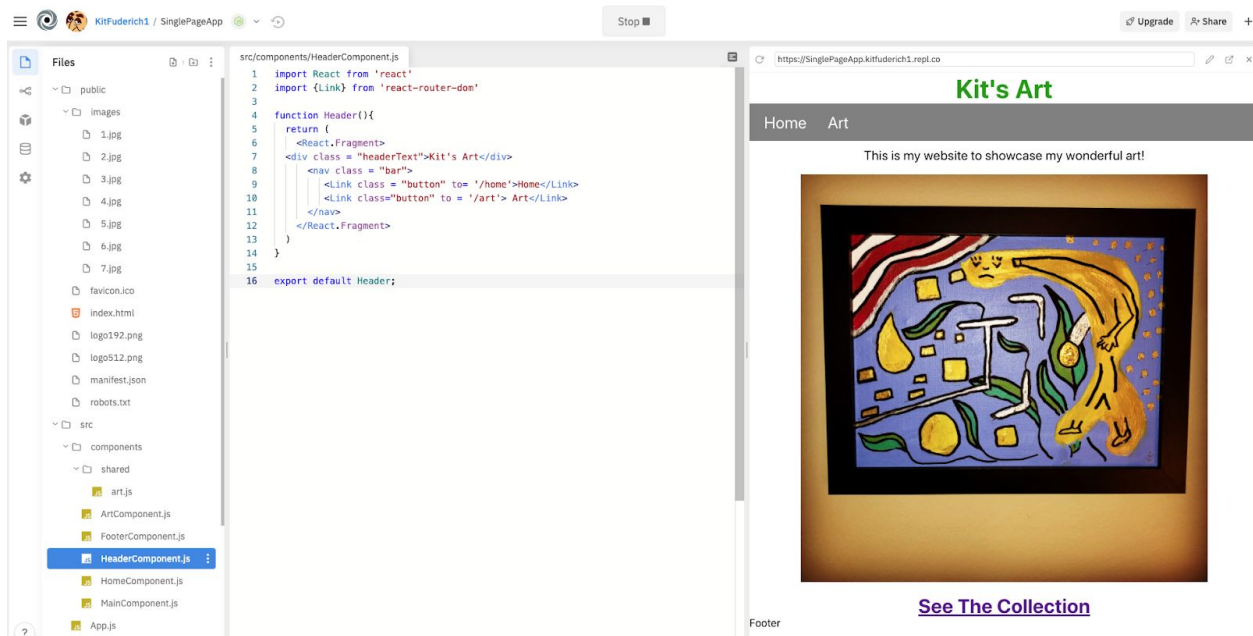 KitFuderich1 / SinglePageApp
Stop
Upgrade
Share
+
Files
public
images
1.jpg
2.jpg
3.jpg
4.jpg
5.jpg
6.jpg
7.jpg
favicon.ico
index.html
logo192.png
logo512.png
manifest.json
robots.txt
src
components
shared
art.js
ArtComponent.js
FooterComponent.js
HeaderComponent.js
HomeComponent.js
MainComponent.js
App.js
?
src/components/HeaderComponent.js
1 import React from 'react'
2 import {Link} from 'react-router-dom'
3
4 function Header(){
5 return (
6 <React.Fragment>
7 <div class = "headerText">Kit's Art</div>
8 <nav class = "bar">
9 <Link class = "button" to= '/home'>Home</Link>
10 <Link class="button" to = '/art'> Art</Link>
11 </nav>
12 </React.Fragment>
13 )
14 }
15
16 export default Header;
https://SinglePageApp.kitfuderich1.repl.co
Kit's Art
Home Art
This is my website to showcase my wonderful art!
See The Collection
Footer